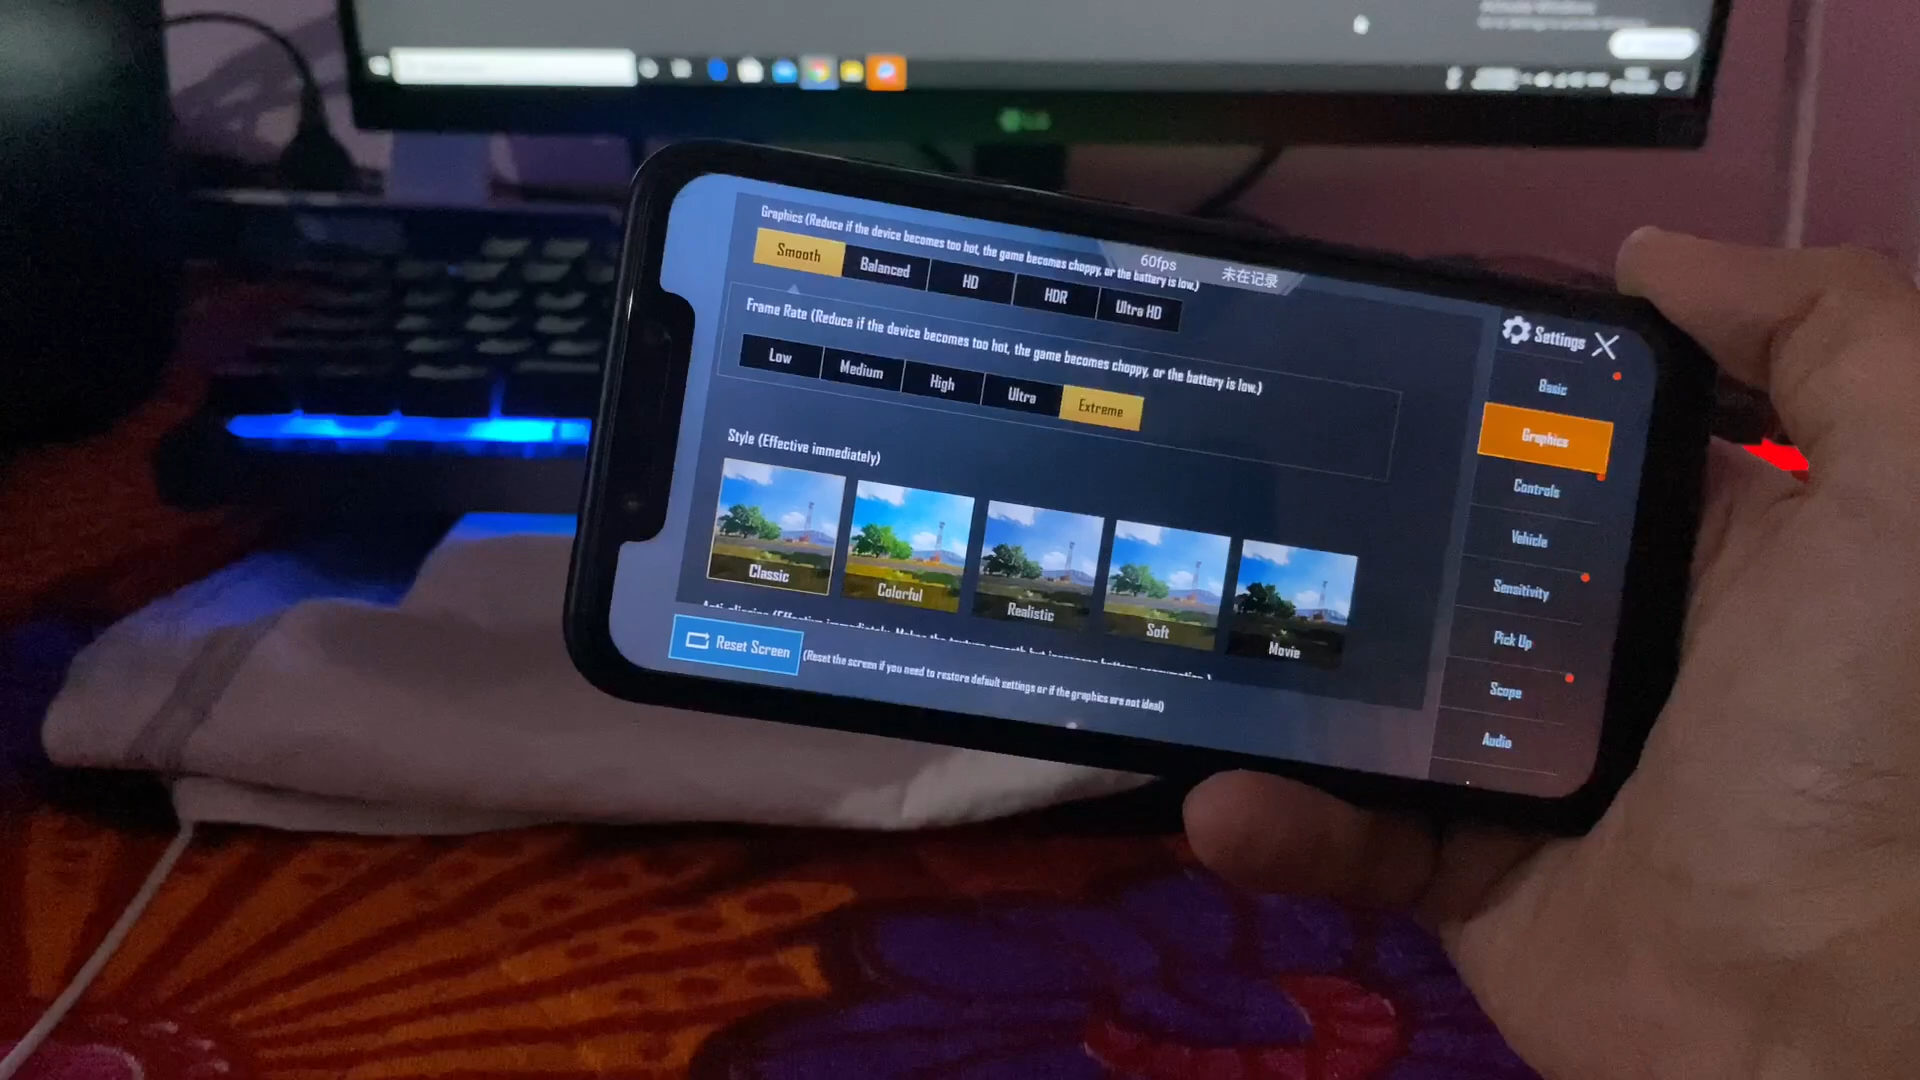 Graphics (Reduce if the device becomes too hot, the game becomes choppy, or the battery is low.)
60fps
未在记录
Smooth
Balanced
HD
HDR
Ultra HD
Frame Rate (Reduce if the device becomes too hot, the game becomes choppy, or the battery is low.)
Low
Medium
High
Ultra
Extreme
Style (Effective immediately)
Classic
Colorful
Realistic
Soft
Movie
Reset Screen
(Reset the screen if you need to restore default settings or if the graphics are not ideal)
Settings
Basic
Graphics
Controls
Vehicle
Sensitivity
Pick Up
Scope
Audio